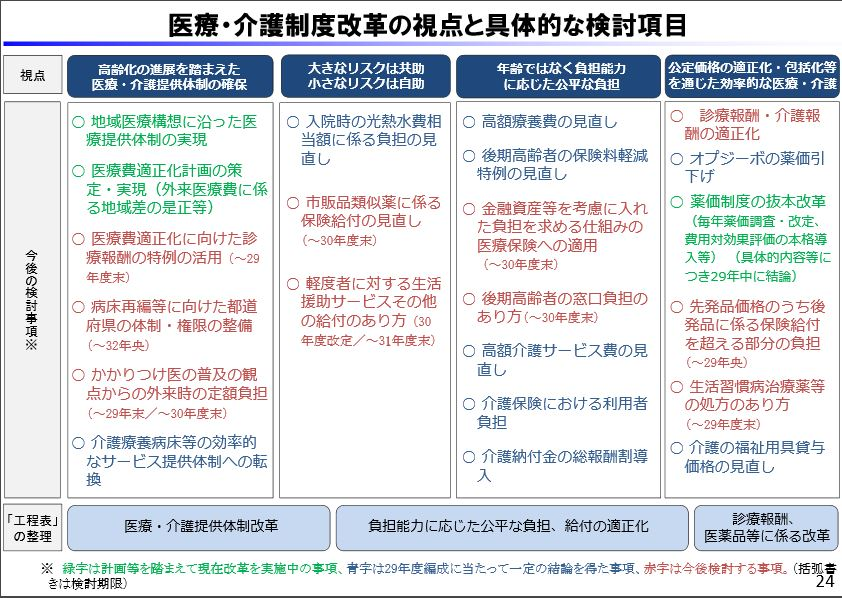 医療・介護制度改革の視点と具体的な検討項目
視点
高齢化の進展を踏まえた
医療・介護提供体制の確保
大きなリスクは共助
小さなリスクは自助
年齢ではなく負担能力
に応じた公平な負担
公定価格の適正化・包括化等
を通じた効率的な医療・介護
今後の検討事項※
○ 地域医療構想に沿った医
療提供体制の実現
○ 医療費適正化計画の策
定・実現（外来医療費に係
る地域差の是正等）
○ 医療費適正化に向けた診
療報酬の特例の活用（～29
年度末）
○ 病床再編等に向けた都道
府県の体制・権限の整備
（～32年央）
○ かかりつけ医の普及の観
点からの外来時の定額負担
（～29年末／～30年度末）
○ 介護療養病床等の効率的
なサービス提供体制への転
換
○ 入院時の光熱水費相
当額に係る負担の見
直し
○ 市販品類似薬に係る
保険給付の見直し
（～30年度末）
○ 軽度者に対する生活
援助サービスその他
の給付のあり方（30
年度改定／～31年度末）
○ 高額療養費の見直し
○ 後期高齢者の保険料軽減
特例の見直し
○ 金融資産等を考慮に入れ
た負担を求める仕組みの
医療保険への適用
（～30年度末）
○ 後期高齢者の窓口負担の
あり方（～30年度末）
○ 高額介護サービス費の見
直し
○ 介護保険における利用者
負担
○ 介護納付金の総報酬割導
入
○ 診療報酬・介護報
酬の適正化
○ オプジーボの薬価引
下げ
○ 薬価制度の抜本改革
（毎年薬価調査・改定、
費用対効果評価の本格導
入等）（具体的内容等に
つき29年中に結論）
○ 先発品価格のうち後
発品に係る保険給付
を超える部分の負担
（～29年央）
○ 生活習慣病治療薬等
の処方のあり方
（～29年度末）
○ 介護の福祉用具貸与
価格の見直し
「工程表」
の整理
医療・介護提供体制改革
負担能力に応じた公平な負担、給付の適正化
診療報酬、
医薬品等に係る改革
※ 緑字は計画等を踏まえて現在改革を実施中の事項、青字は29年度編成に当たって一定の結論を得た事項、赤字は今後検討する事項。（括弧書
きは検討期限）
24